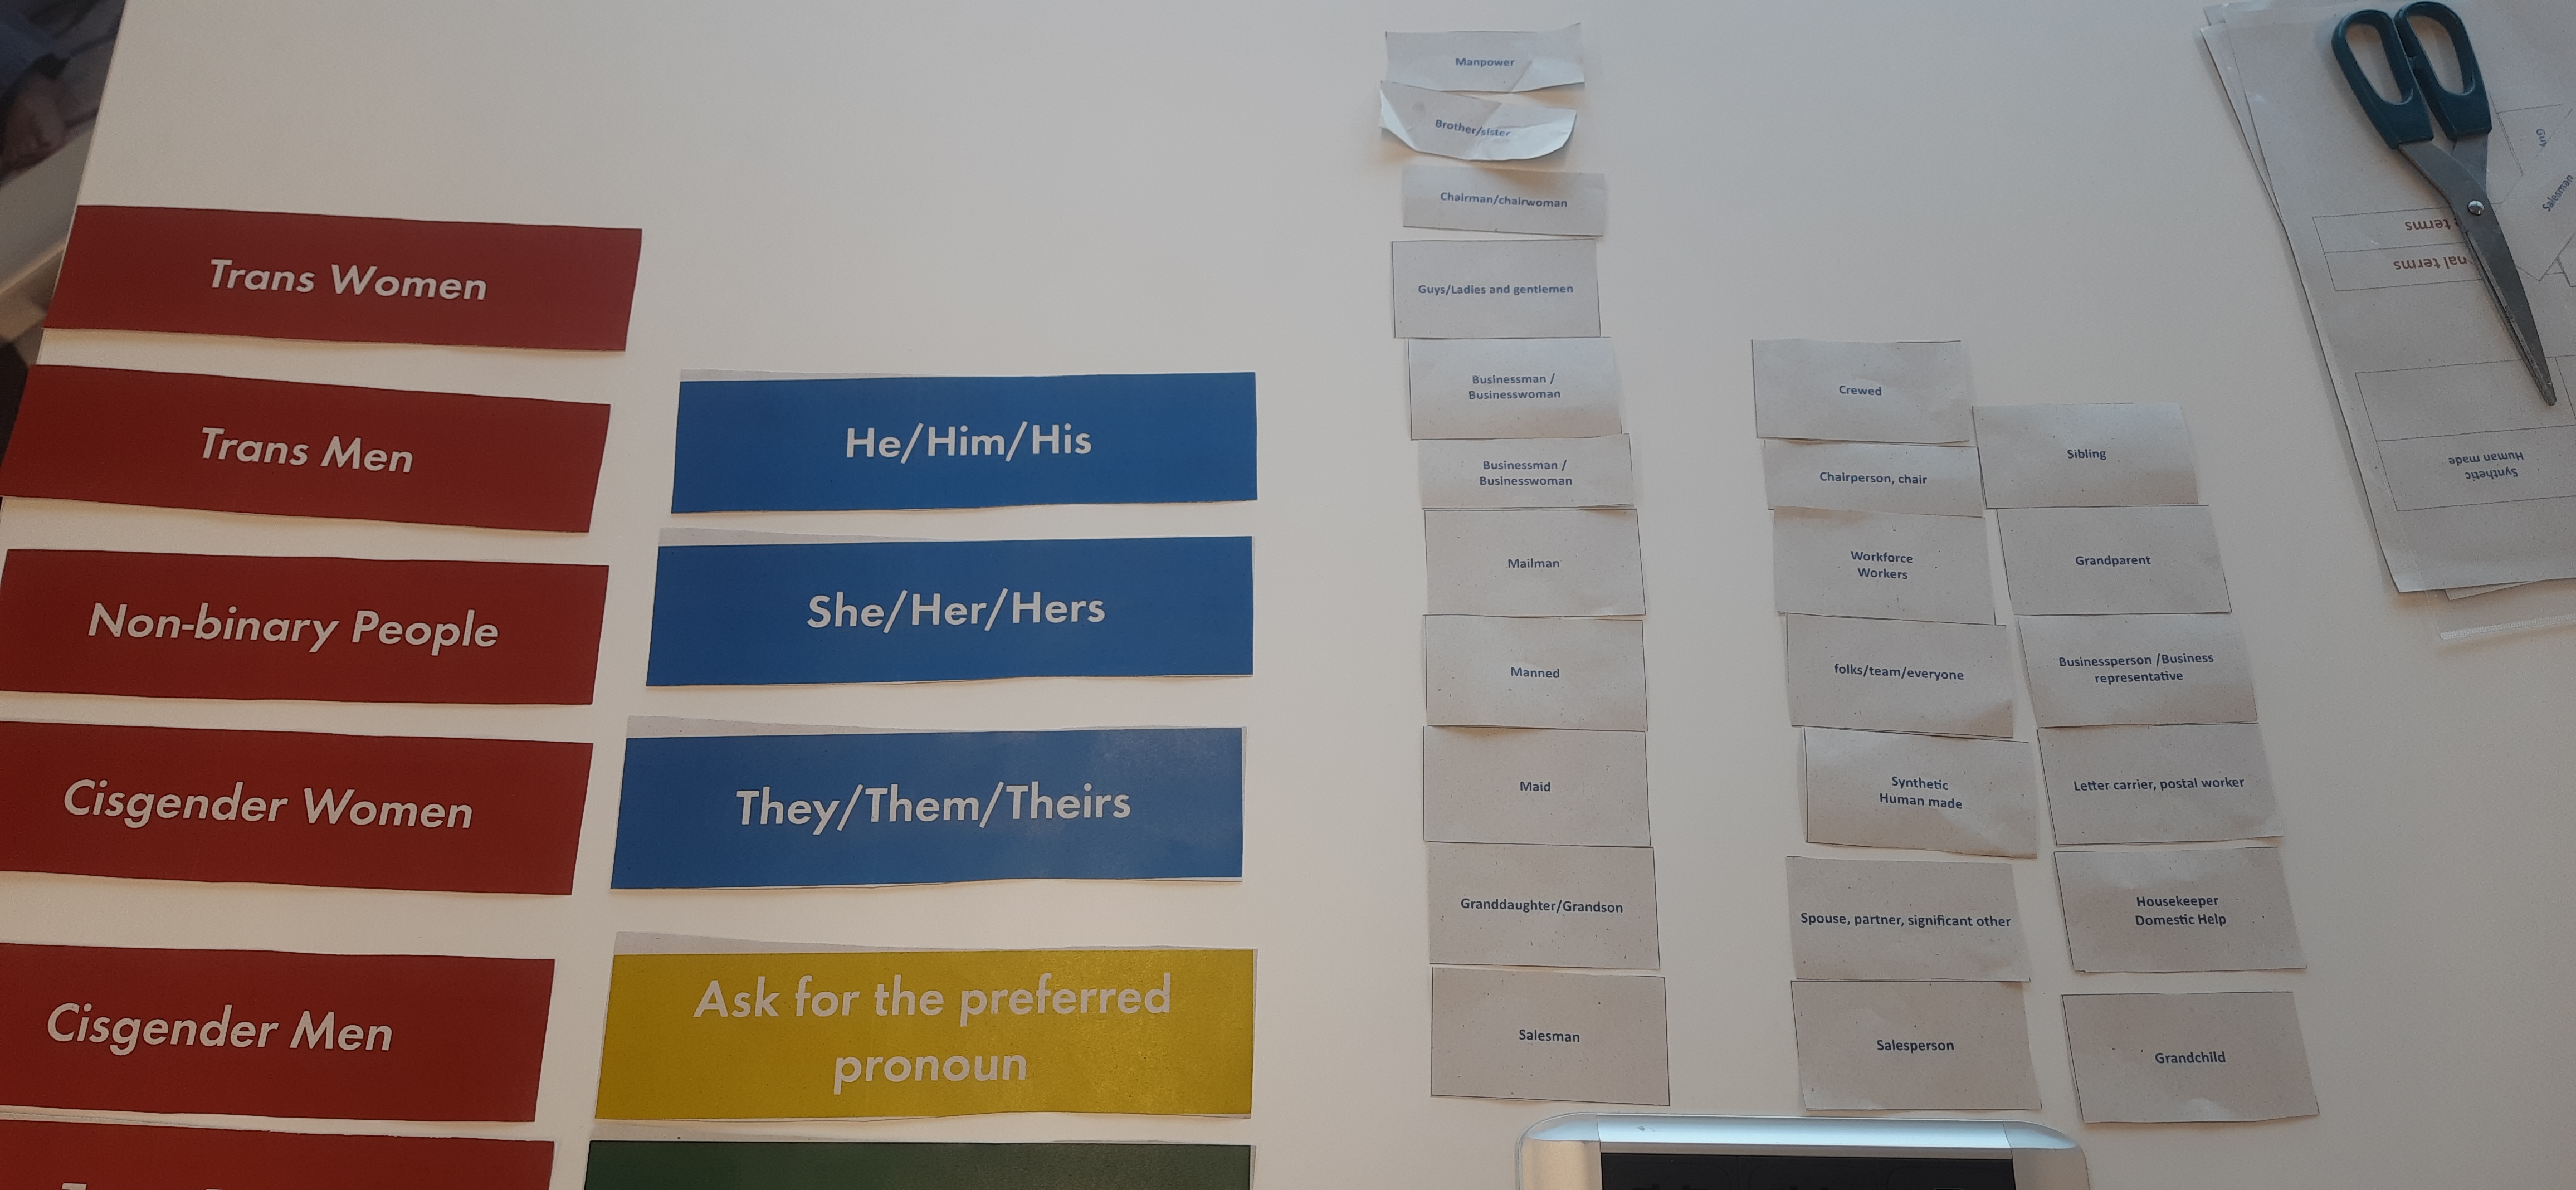 Trans Women
Trans Men
Non-binary People
Cisgender Women
Cisgender Men
He/Him/His
She/Her/Hers
They/Them/Theirs
Ask for the preferred
pronoun
Manpower
Brother/sister
Chairman/chairwoman
Guys/Ladies and gentlemen
Businessman /
Businesswoman
Businessman /
Businesswoman
Mailman
Manned
Maid
Granddaughter/Grandson
Salesman
Crewed
Chairperson, chair
Workforce
Workers
folks/team/everyone
Synthetic
Human made
Spouse, partner, significant other
Salesperson
Sibling
Grandparent
Businessperson /Business
representative
Letter carrier, postal worker
Housekeeper
Domestic Help
Grandchild
Salesman
Synthetic
Human made
nal terms
terms